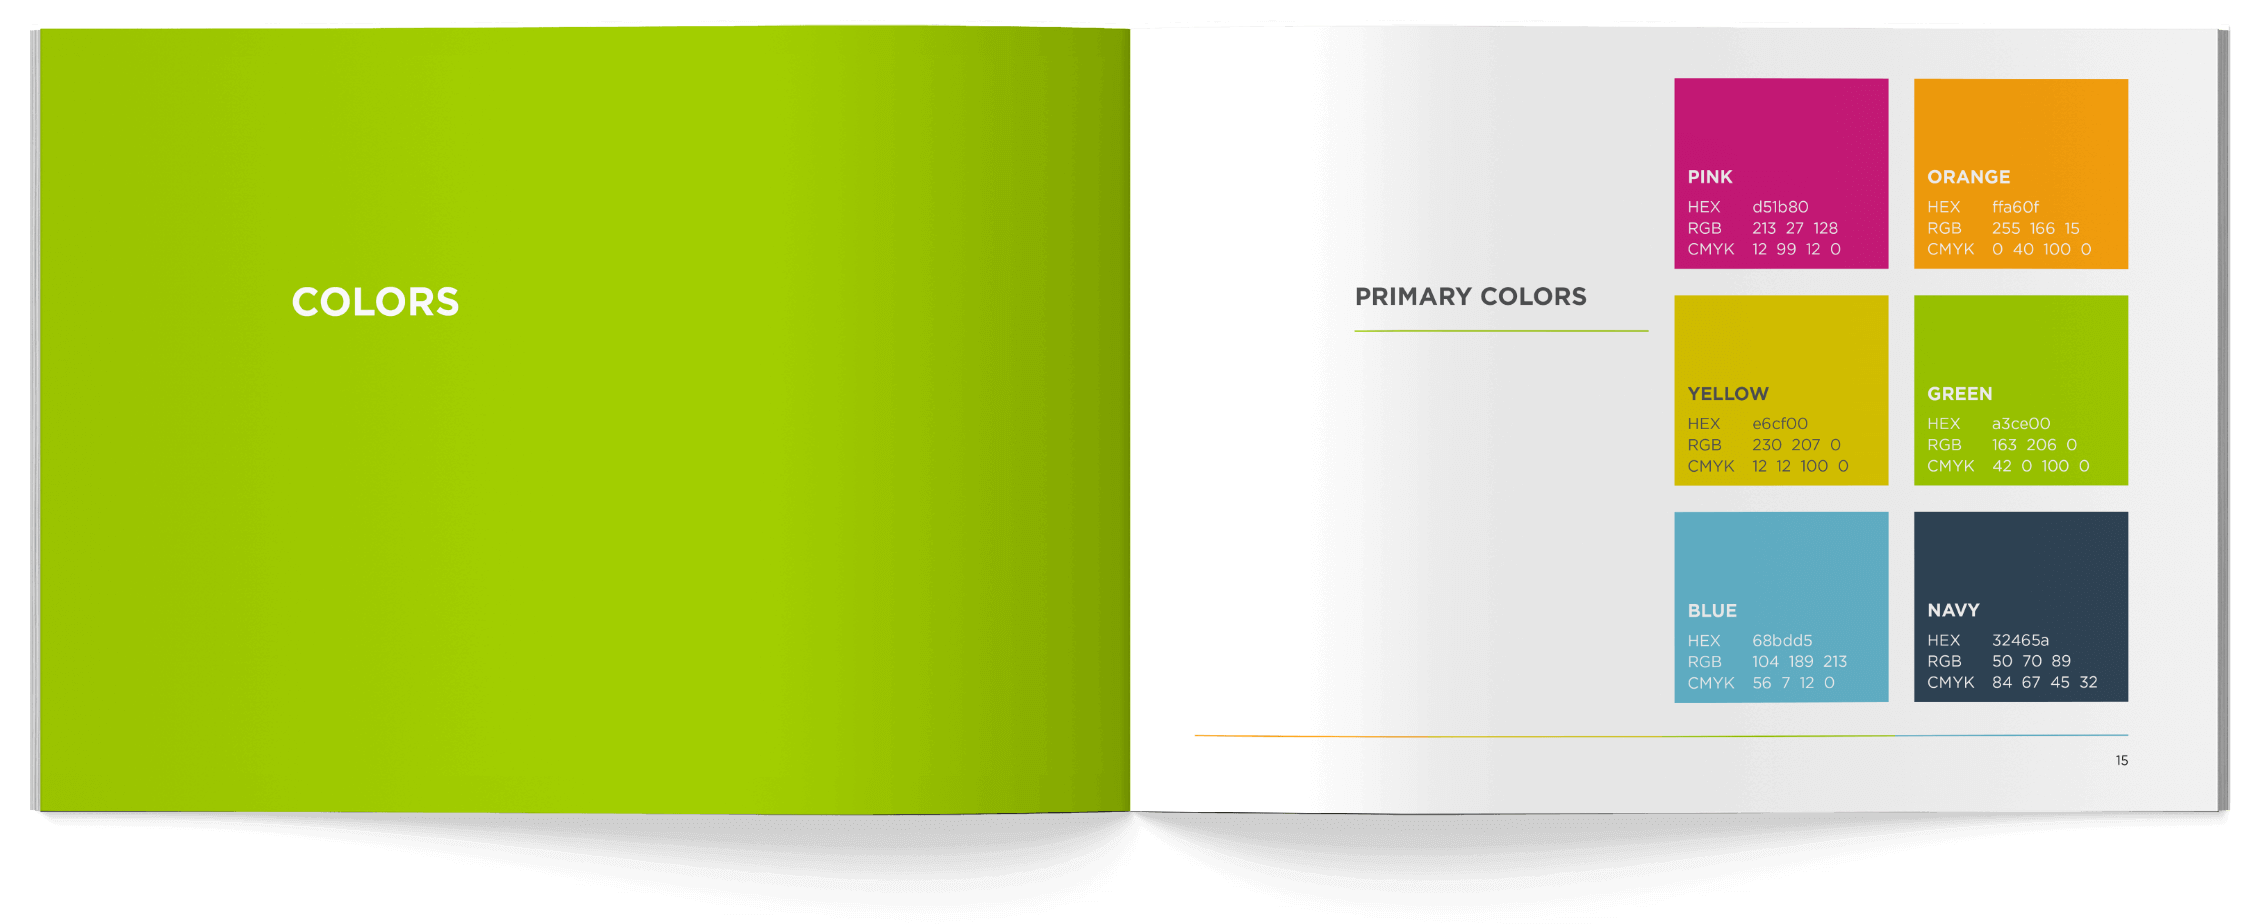 COLORS
PRIMARY COLORS
PINK
HEX d51b80
RGB 213 27 128
CMYK 12 99 12 0
ORANGE
HEX ffa60f
RGB 255 166 15
CMYK 0 40 100 0
YELLOW
HEX e6cf00
RGB 230 207 0
CMYK 12 12 100 0
GREEN
HEX a3ce00
RGB 163 206 0
CMYK 42 0 100 0
BLUE
HEX 68bdd5
RGB 104 189 213
CMYK 56 7 12 0
NAVY
HEX 32465a
RGB 50 70 89
CMYK 84 67 45 32
15